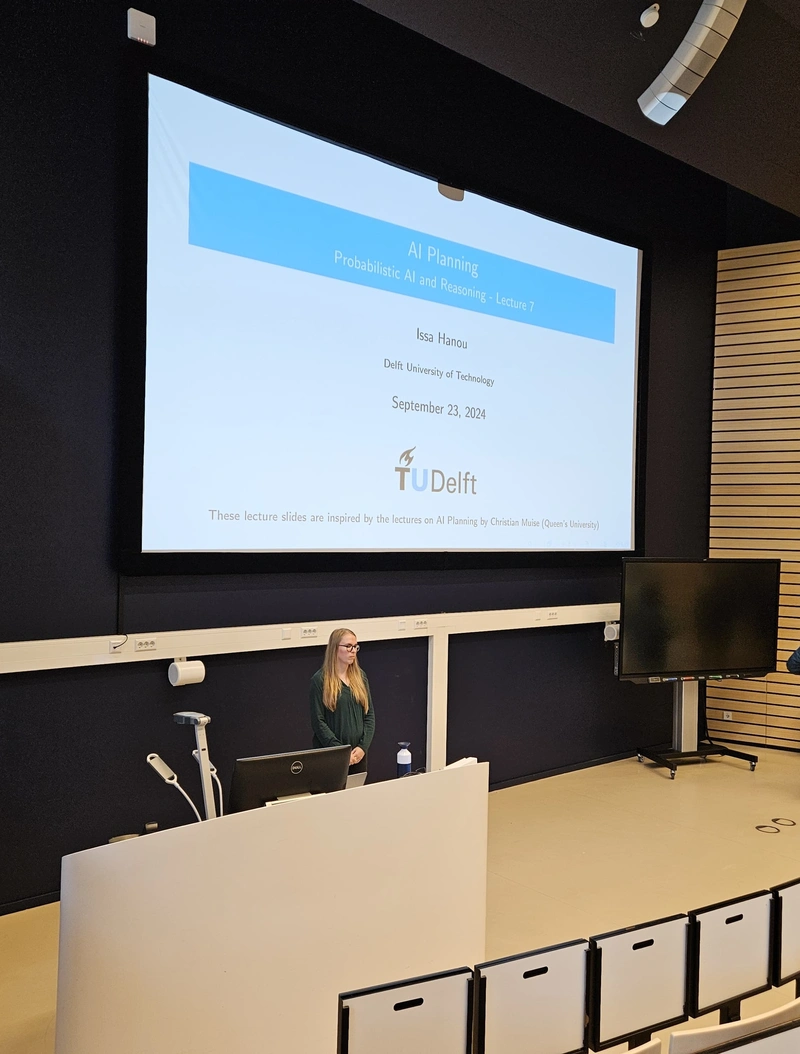 AI Planning
Probabilistic AI and Reasoning - Lecture 7
Issa Hanou
Delft University of Technology
September 23, 2024
TUDelft
These lecture slides are inspired by the lectures on AI Planning by Christian Muise (Queen's University)
DELL